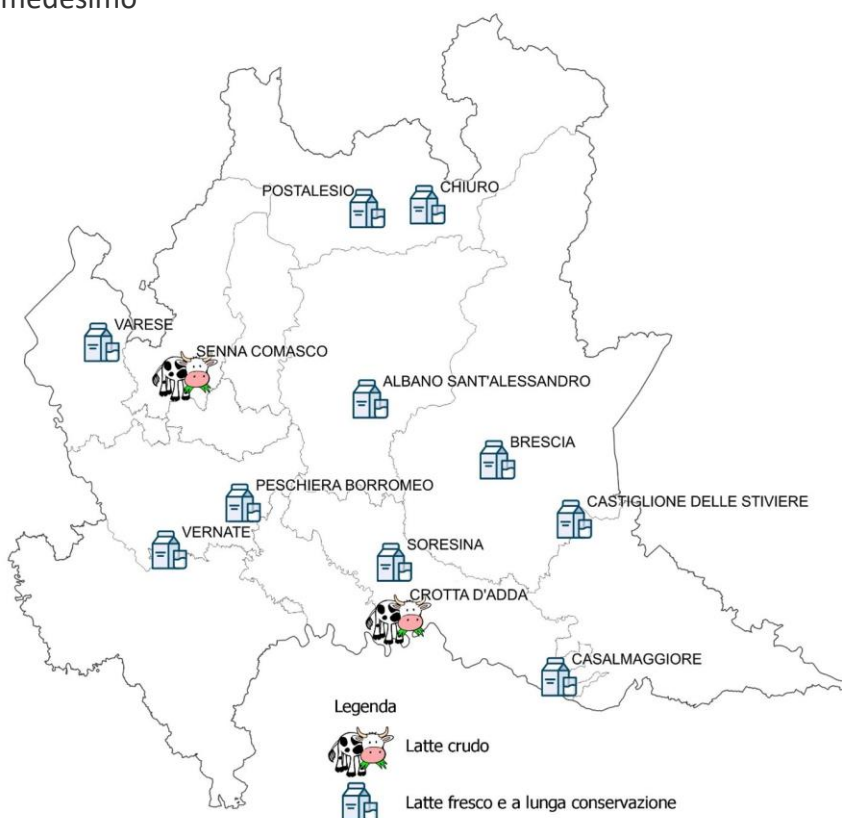 medesimo
POSTALESIO
CHIURO
VARESE
SENNA COMASCO
ALBANO SANT'ALESSANDRO
BRESCIA
PESCHIERA BORROMEO
CASTIGLIONE DELLE STIVIERE
VERNATE
SORESINA
CROTTA D'ADDA
CASALMAGGIORE
Legenda
Latte crudo
Latte fresco e a lunga conservazione